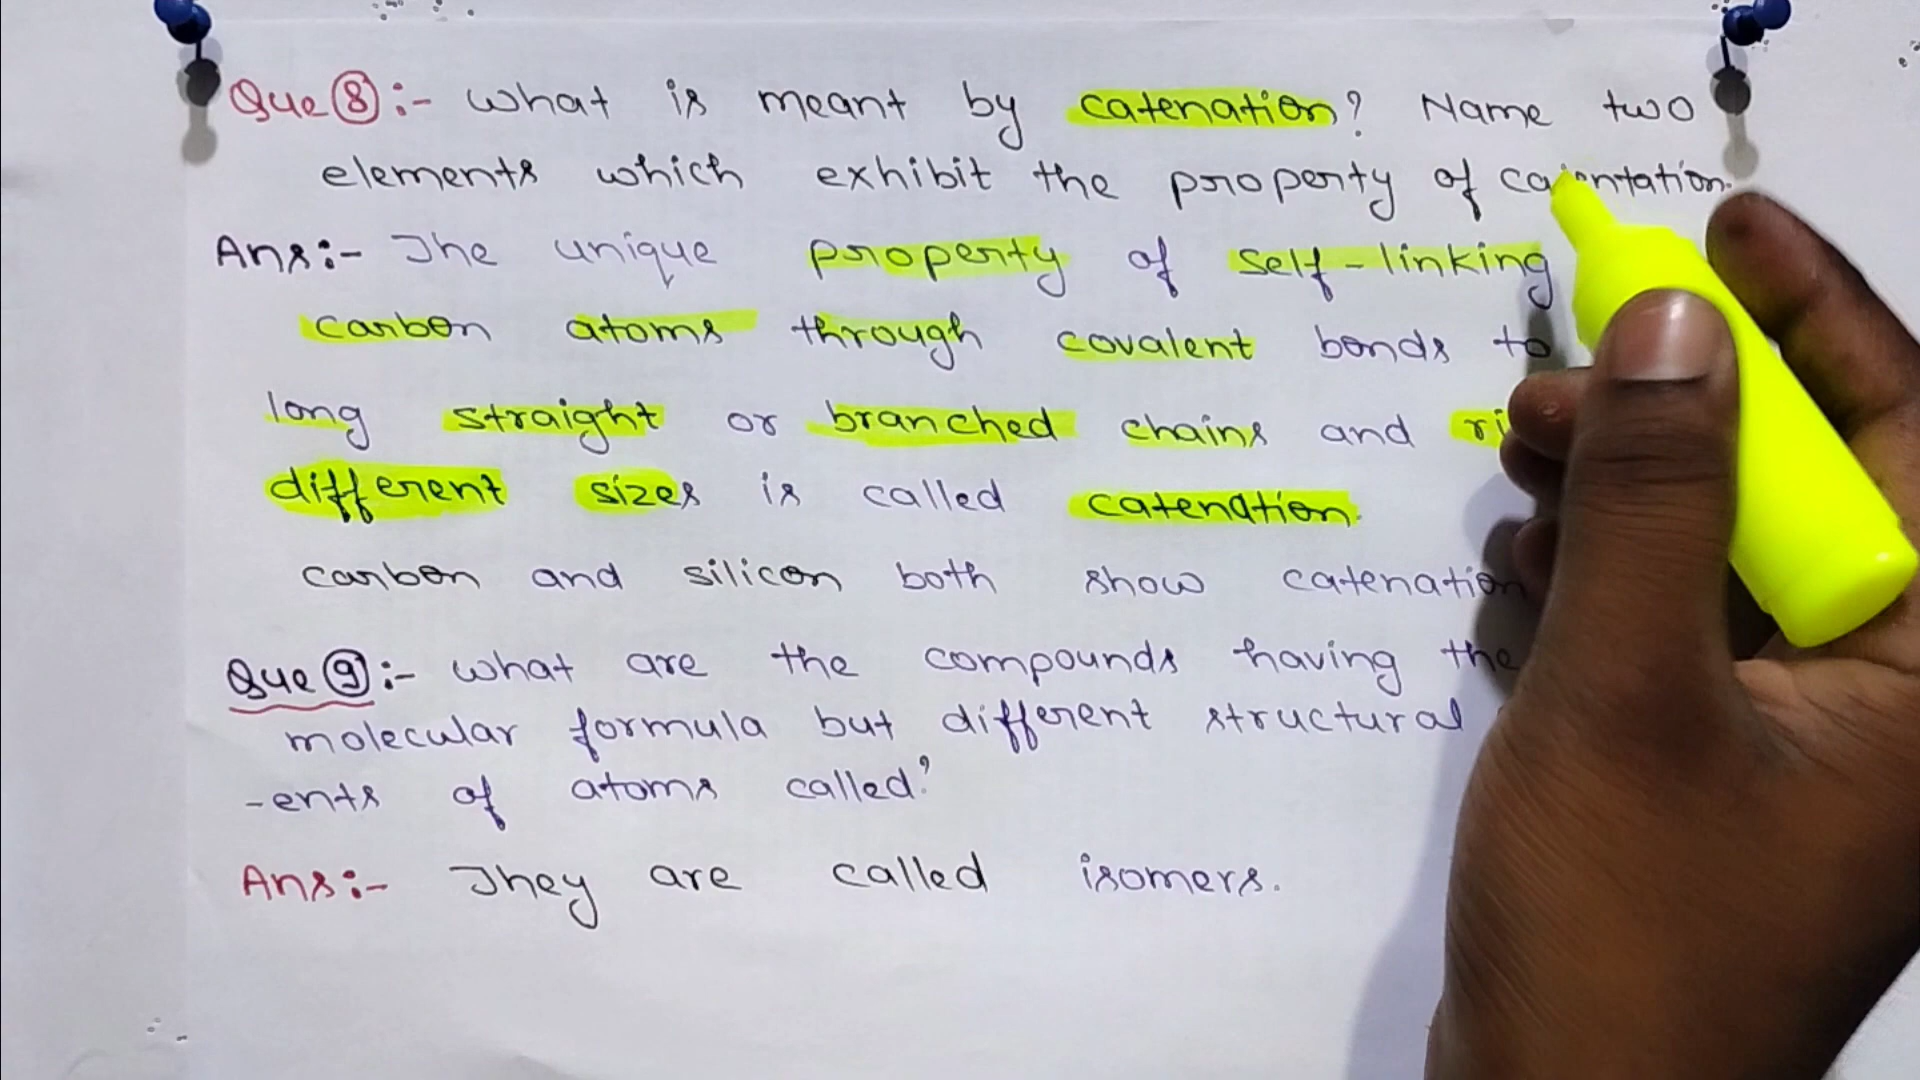 Que ⑧:- What is meant by catenation? Name two
elements which exhibit the property of
Ans:- The unique property of self-linking
carbon atoms through covalent bonds to
long straight or branched chains and
different sizes is called catenation.
carbon and silicon both show catenation
Que ⑨:- What are the compounds having the
molecular formula but different structural
-ents of atoms called?
Ans:- They are called isomers.